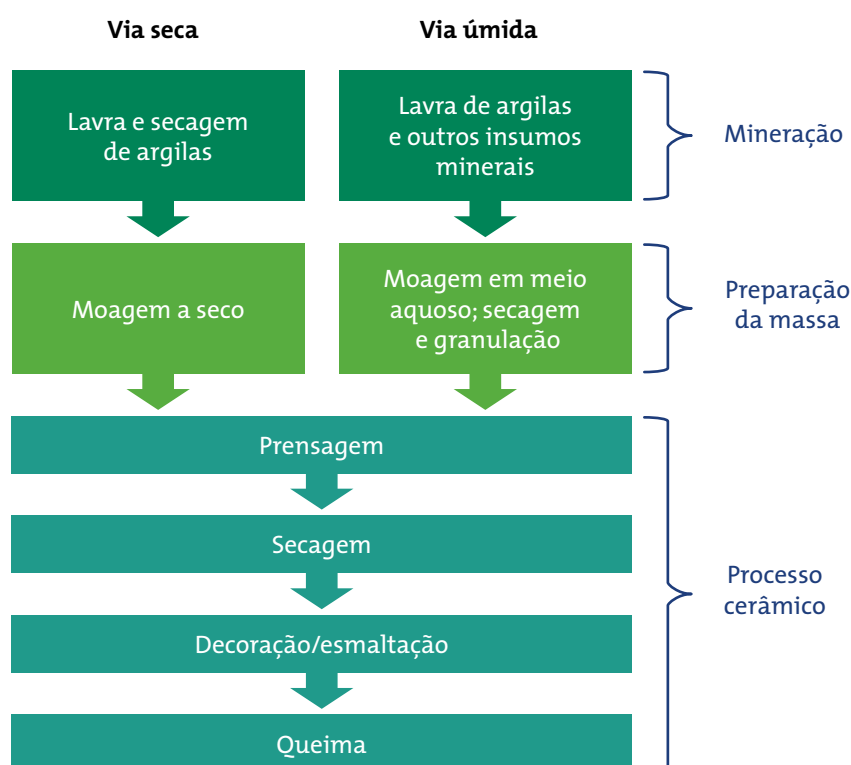 Via seca
Via úmida
Lavra e secagem
de argilas
Lavra de argilas
e outros insumos
minerais
Mineração
Moagem a seco
Moagem em meio
aquoso; secagem
e granulação
Preparação
da massa
Prensagem
Secagem
Decoração/esmaltação
Queima
Processo
cerâmico